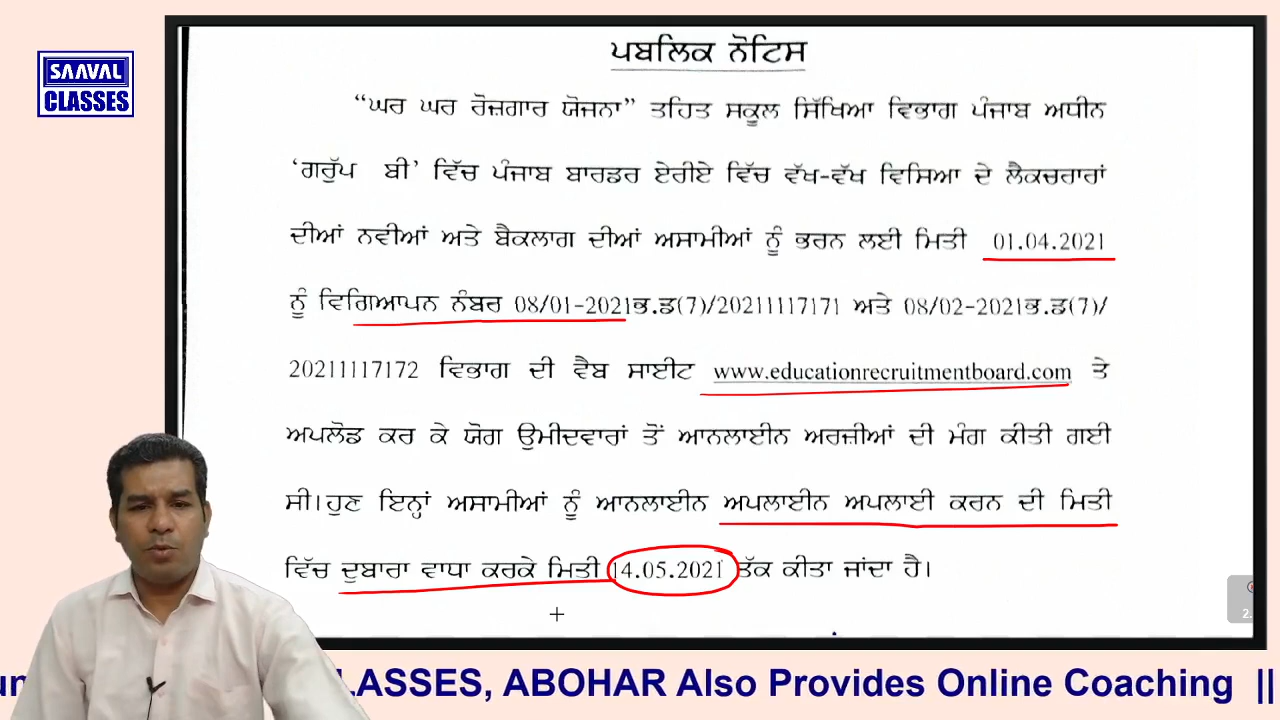 SAAVAL
CLASSES
ਪਬਲਿਕ ਨੋਟਿਸ
“ਘਰ ਘਰ ਰੋਜ਼ਗਾਰ ਯੋਜਨਾ” ਤਹਿਤ ਸਕੂਲ ਸਿੱਖਿਆ ਵਿਭਾਗ ਪੰਜਾਬ ਅਧੀਨ
‘ਗਰੁੱਪ ਬੀ’ ਵਿੱਚ ਪੰਜਾਬ ਬਾਰਡਰ ਏਰੀਏ ਵਿੱਚ ਵੱਖ-ਵੱਖ ਵਿਸਿਆ ਦੇ ਲੈਕਚਰਾਰਾਂ
ਦੀਆਂ ਨਵੀਆਂ ਅਤੇ ਬੈਕਲਾਗ ਦੀਆਂ ਅਸਾਮੀਆਂ ਨੂੰ ਭਰਨ ਲਈ ਮਿਤੀ 01.04.2021
ਨੂੰ ਵਿਗਿਆਪਨ ਨੰਬਰ 08/01-2021ਭ.ਡ(7)/20211117171 ਅਤੇ 08/02-2021ਭ.ਡ(7)/
20211117172 ਵਿਭਾਗ ਦੀ ਵੈਬ ਸਾਈਟ www.educationrecruitmentboard.com ਤੇ
ਅਪਲੋਡ ਕਰ ਕੇ ਯੋਗ ਉਮੀਦਵਾਰਾਂ ਤੋਂ ਆਨਲਾਈਨ ਅਰਜ਼ੀਆਂ ਦੀ ਮੰਗ ਕੀਤੀ ਗਈ
ਸੀ। ਹੁਣ ਇਨ੍ਹਾਂ ਅਸਾਮੀਆਂ ਨੂੰ ਆਨਲਾਈਨ ਅਪਲਾਈਨ ਅਪਲਾਈ ਕਰਨ ਦੀ ਮਿਤੀ
ਵਿੱਚ ਦੁਬਾਰਾ ਵਾਧਾ ਕਰਕੇ ਮਿਤੀ 14.05.2021 ਤੱਕ ਕੀਤਾ ਜਾਂਦਾ ਹੈ।
LASSES, ABOHAR Also Provides Online Coaching ||